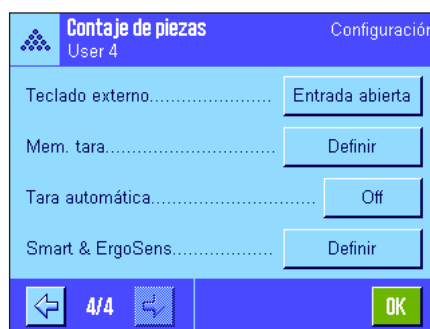 Contaje de piezas
Configuración
User 4
Teclado externo...................... Entrada abierta
Mem. tara............................... Definir
Tara automática.............................. Off
Smart & ErgoSens.................. Definir
4/4
OK